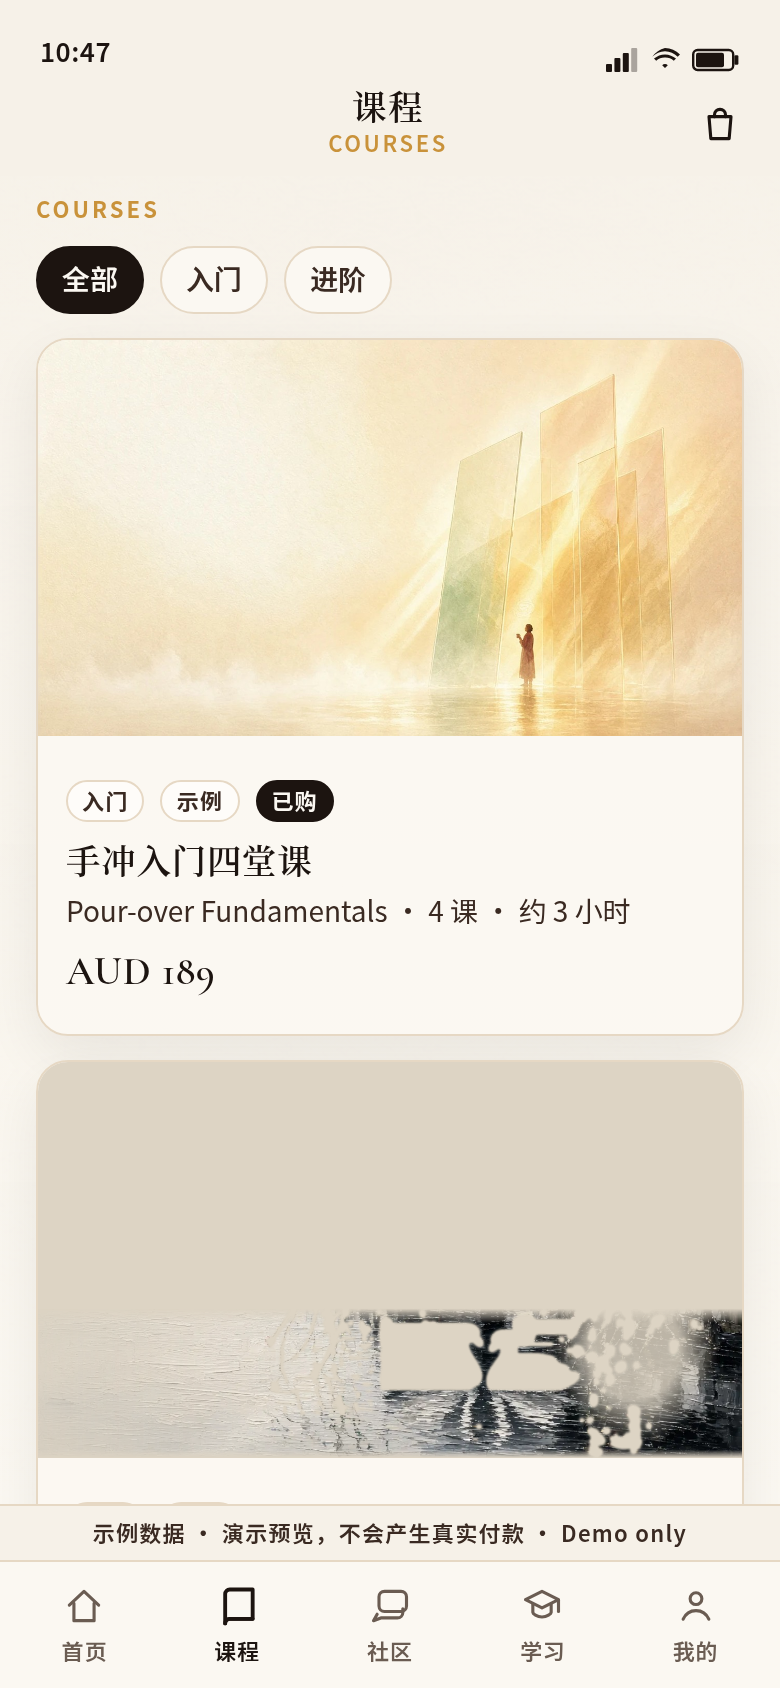 10:47
课程
COURSES
COURSES
全部 入门 进阶
入门 示例 已购
手冲入门四堂课
Pour-over Fundamentals · 4 课 · 约 3 小时
AUD 189
示例数据 · 演示预览，不会产生真实付款 · Demo only
首页 课程 社区 学习 我的